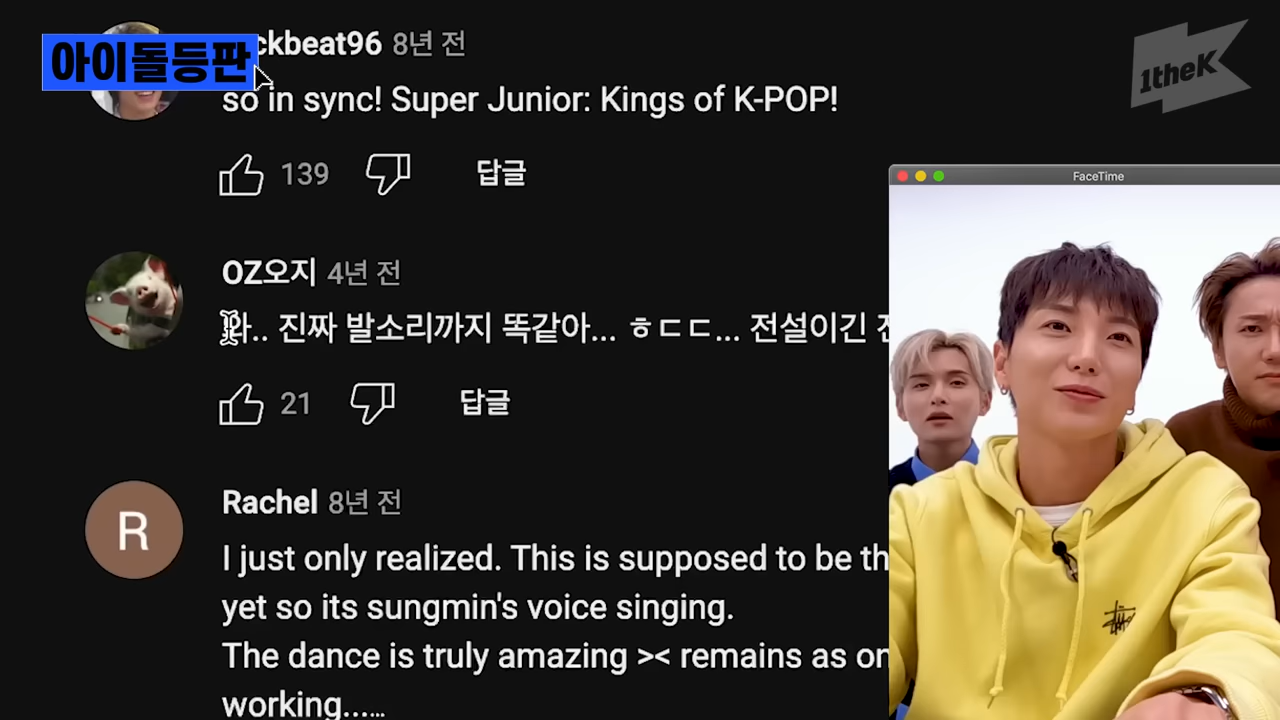 아이돌등판
ckbeat96 8년 전
so in sync! Super Junior: Kings of K-POP!
139 답글
1theK
FaceTime
OZ오지 4년 전
와.. 진짜 발소리까지 똑같아... ㅎㄷㄷ... 전설이긴
21 답글
R
Rachel 8년 전
I just only realized. This is supposed to be th
yet so its sungmin's voice singing.
The dance is truly amazing >< remains as on
working......